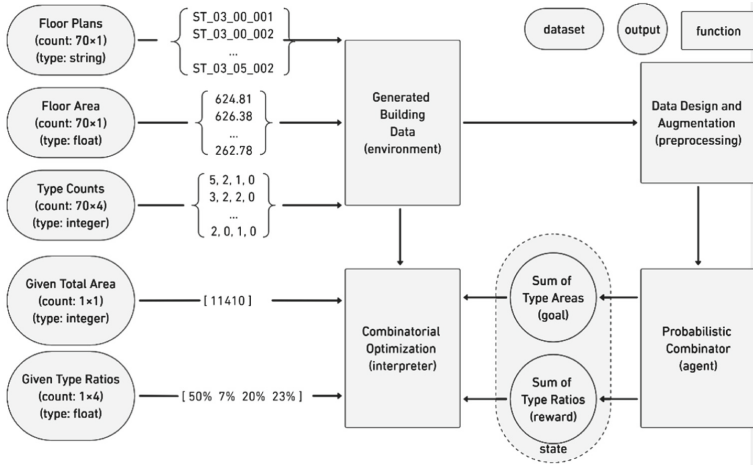 Floor Plans
(count: 70×1)
(type: string)
ST_03_00_001
ST_03_00_002
...
ST_03_05_002
dataset
output
function
Floor Area
(count: 70×1)
(type: float)
624.81
626.38
...
262.78
Generated
Building
Data
(environment)
Data Design and
Augmentation
(preprocessing)
Type Counts
(count: 70×4)
(type: integer)
5, 2, 1, 0
3, 2, 2, 0
...
2, 0, 1, 0
Given Total Area
(count: 1×1)
(type: integer)
[ 11410 ]
Combinatorial
Optimization
(interpreter)
Sum of
Type Areas
(goal)
Probabilistic
Combinator
(agent)
Given Type Ratios
(count: 1×4)
(type: float)
[ 50% 7% 20% 23% ]
Sum of
Type Ratios
(reward)
state